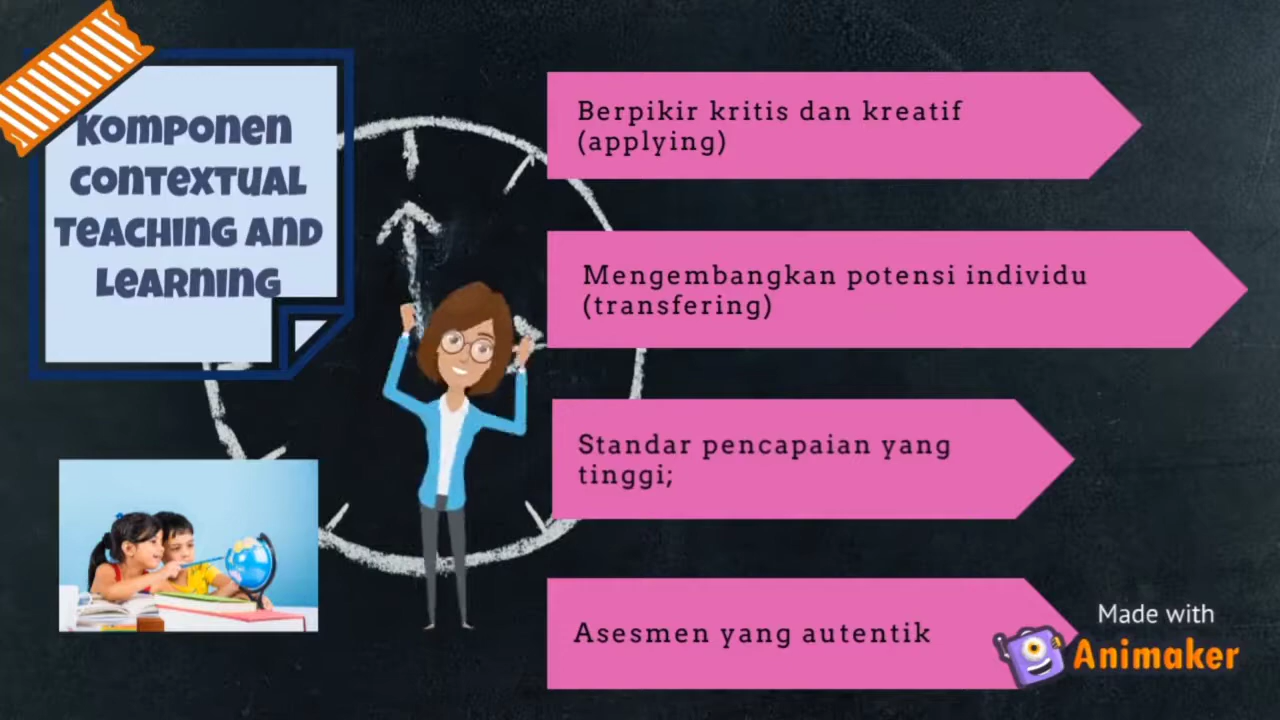 Komponen
Contextual
Teaching and
Learning
Berpikir kritis dan kreatif
(applying)
Mengembangkan potensi individu
(transfering)
Standar pencapaian yang
tinggi;
Asesmen yang autentik
Made with
Animaker